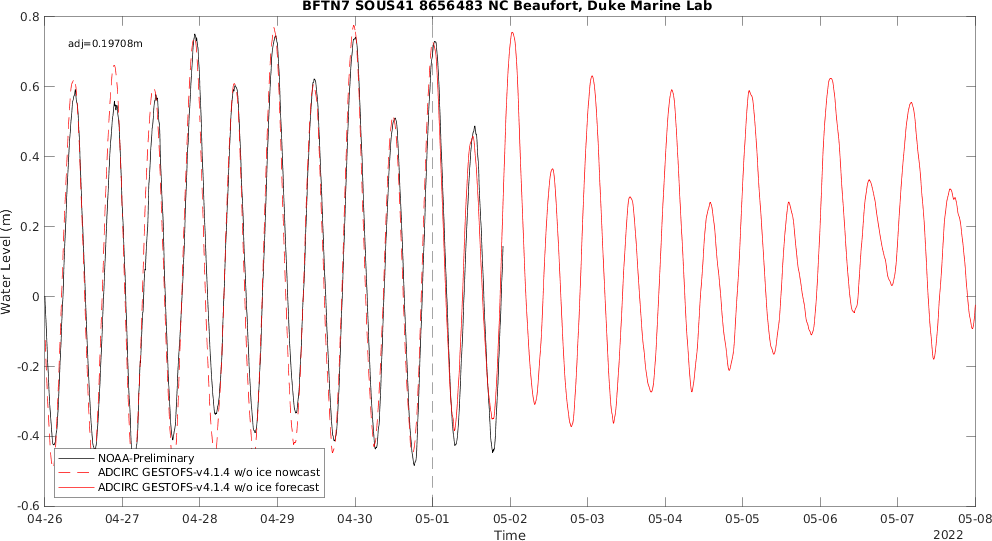 BFTN7 SOUS41 8656483 NC Beaufort, Duke Marine Lab
adj=0.19708m
0.8
0.6
0.4
0.2
0
-0.2
-0.4
-0.6
Water Level (m)
NOAA-Preliminary
ADCIRC GESTOFS-v4.1.4 w/o ice nowcast
ADCIRC GESTOFS-v4.1.4 w/o ice forecast
04-26 04-27 04-28 04-29 04-30 05-01 05-02 05-03 05-04 05-05 05-06 05-07 05-08
Time
2022